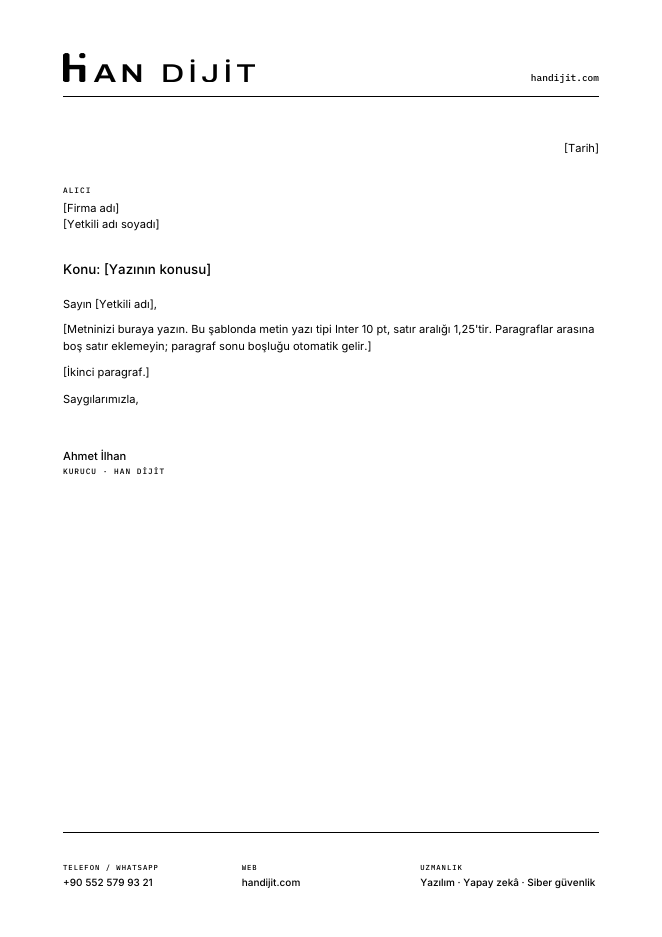 HAN DİJİT
handijit.com
[Tarih]
ALICI
[Firma adı]
[Yetkili adı soyadı]
Konu: [Yazının konusu]
Sayın [Yetkili adı],
[Metninizi buraya yazın. Bu şablonda metin yazı tipi Inter 10 pt, satır aralığı 1,25'tir. Paragraflar arasına
boş satır eklemeyin; paragraf sonu boşluğu otomatik gelir.]
[İkinci paragraf.]
Saygılarımızla,
Ahmet İlhan
KURUCU · HAN DİJİT
TELEFON / WHATSAPP
+90 552 579 93 21
WEB
handijit.com
UZMANLIK
Yazılım · Yapay zekâ · Siber güvenlik